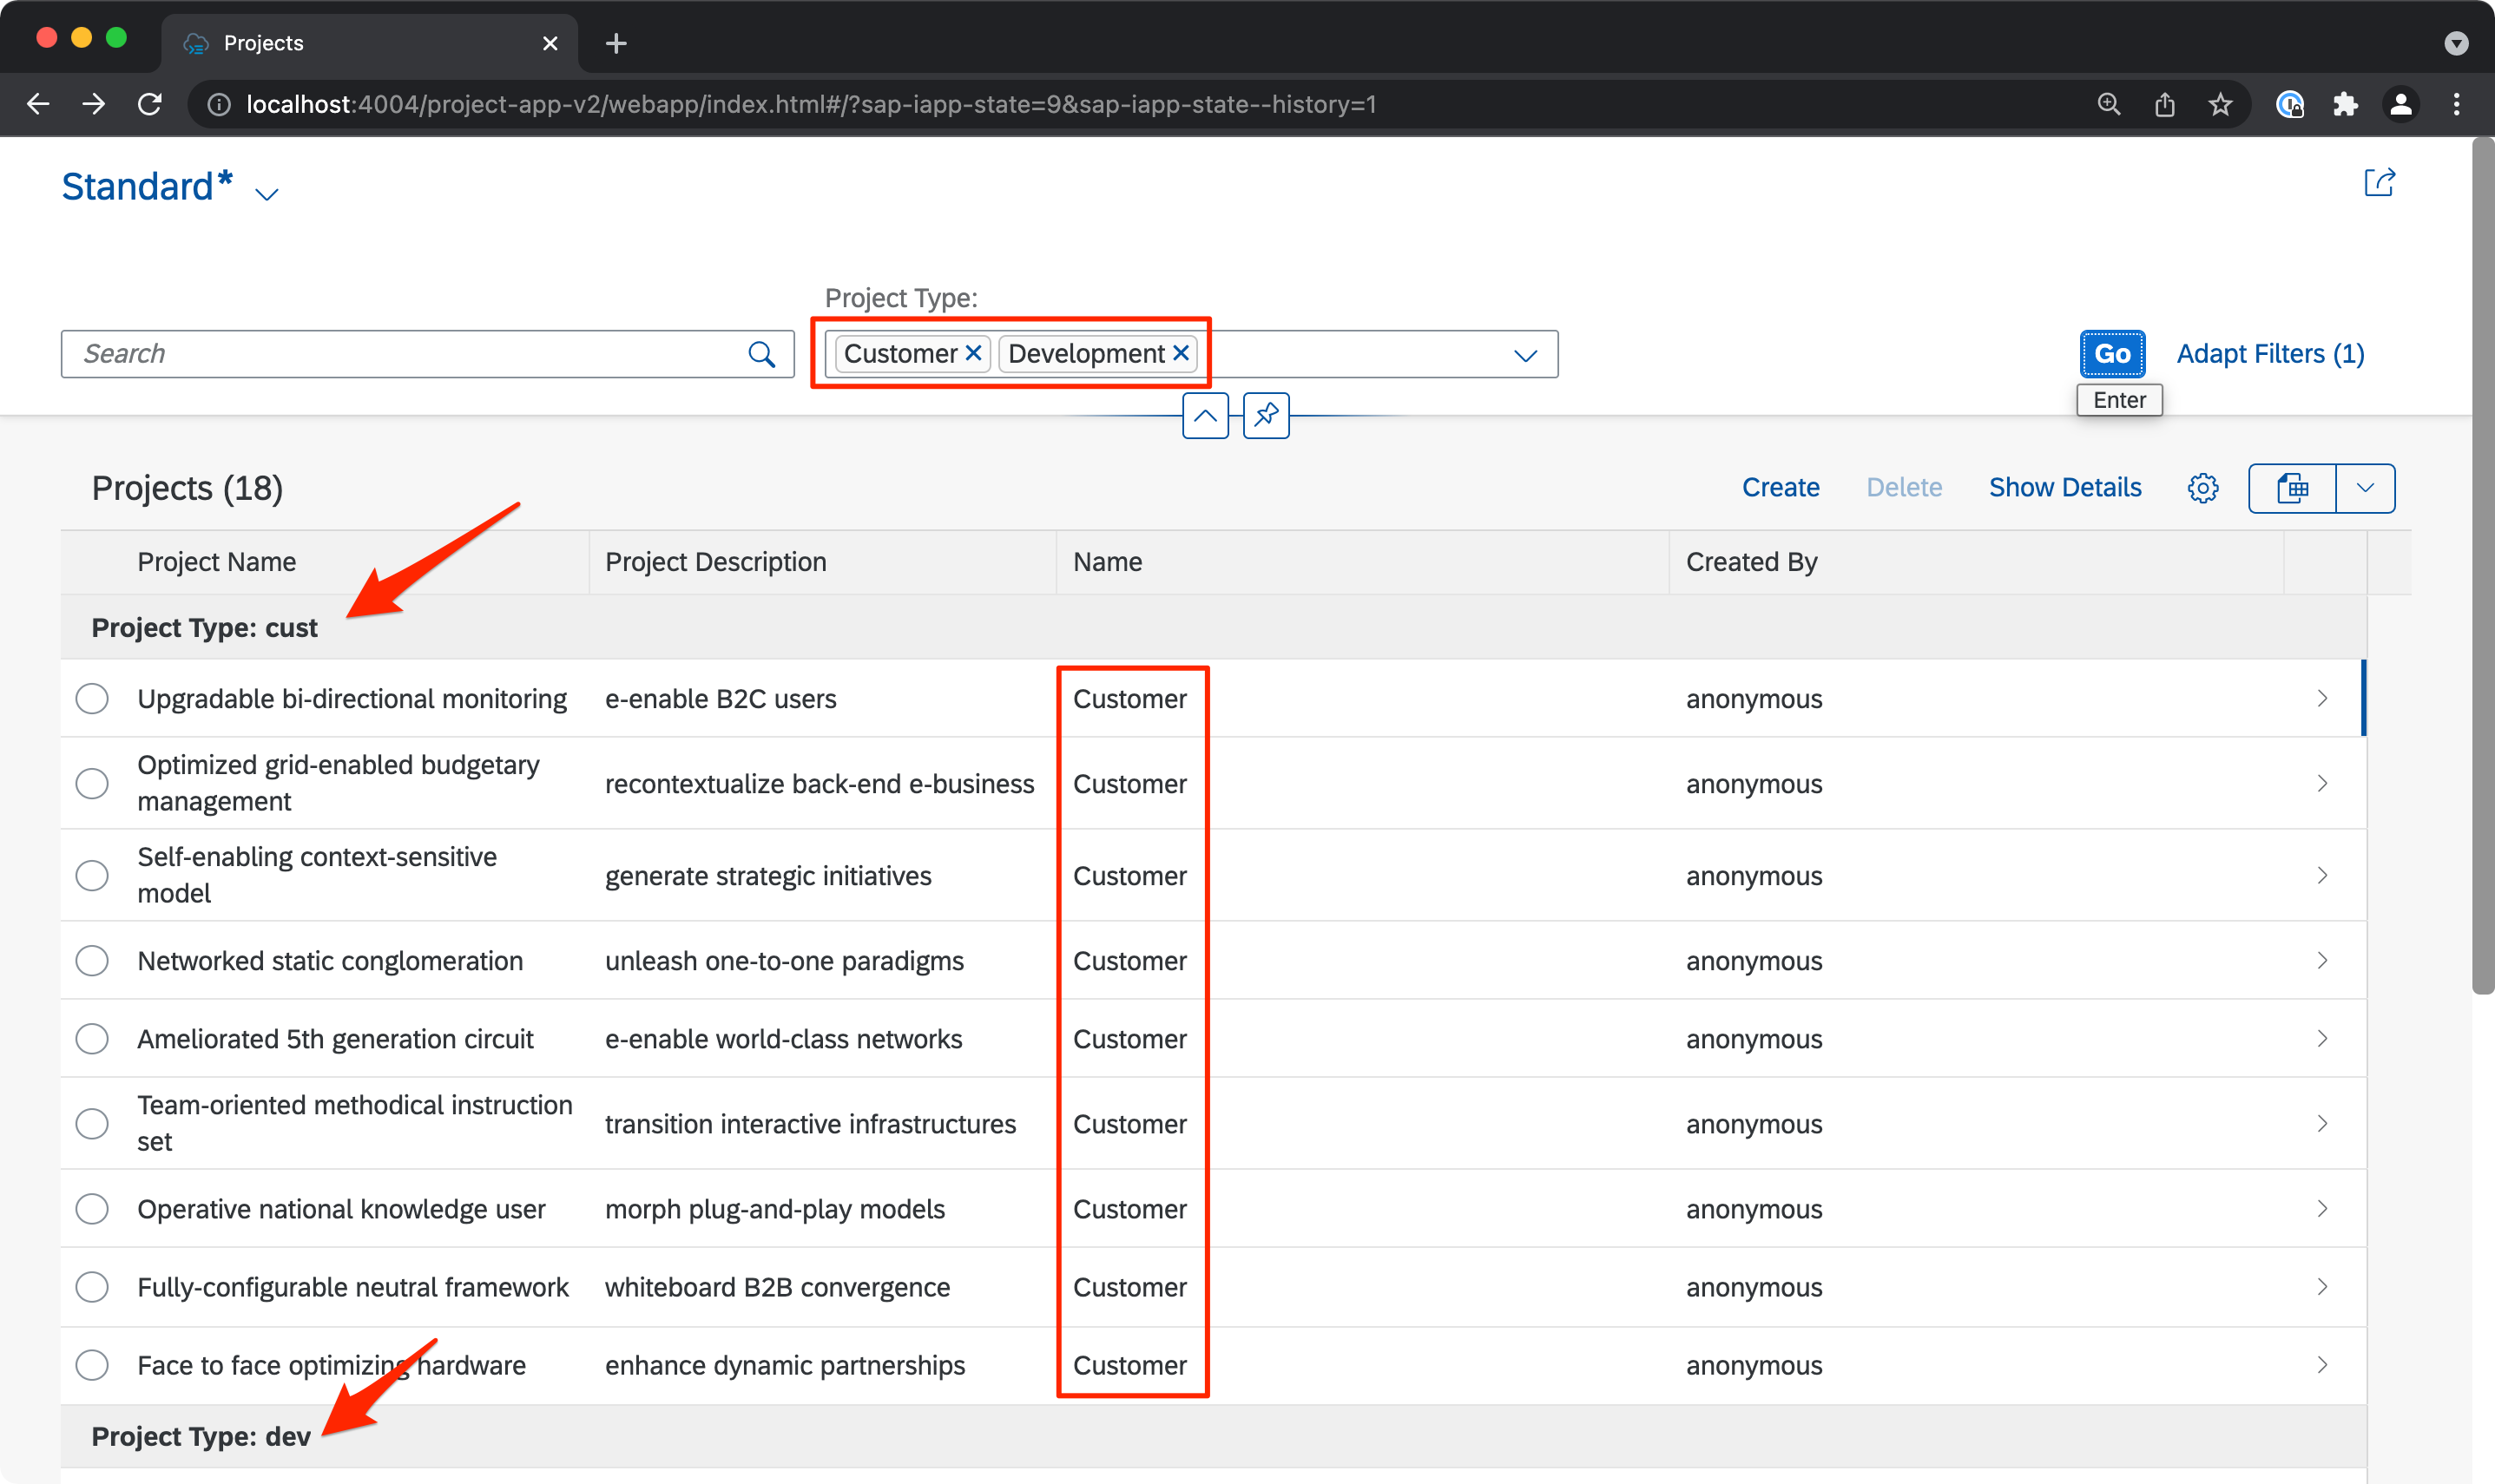 Projects
localhost:4004/project-app-v2/webapp/index.html#/?sap-iapp-state=9&sap-iapp-state--history=1
Standard*
Project Type:
Search
Customer Development
Go
Adapt Filters (1)
Enter
Projects (18)
Create Delete Show Details
Project Name Project Description Name Created By
Project Type: cust
Upgradable bi-directional monitoring e-enable B2C users Customer anonymous
Optimized grid-enabled budgetary
management
recontextualize back-end e-business Customer anonymous
Self-enabling context-sensitive
model
generate strategic initiatives Customer anonymous
Networked static conglomeration unleash one-to-one paradigms Customer anonymous
Ameliorated 5th generation circuit e-enable world-class networks Customer anonymous
Team-oriented methodical instruction
set
transition interactive infrastructures Customer anonymous
Operative national knowledge user morph plug-and-play models Customer anonymous
Fully-configurable neutral framework whiteboard B2B convergence Customer anonymous
Face to face optimizing hardware enhance dynamic partnerships Customer anonymous
Project Type: dev